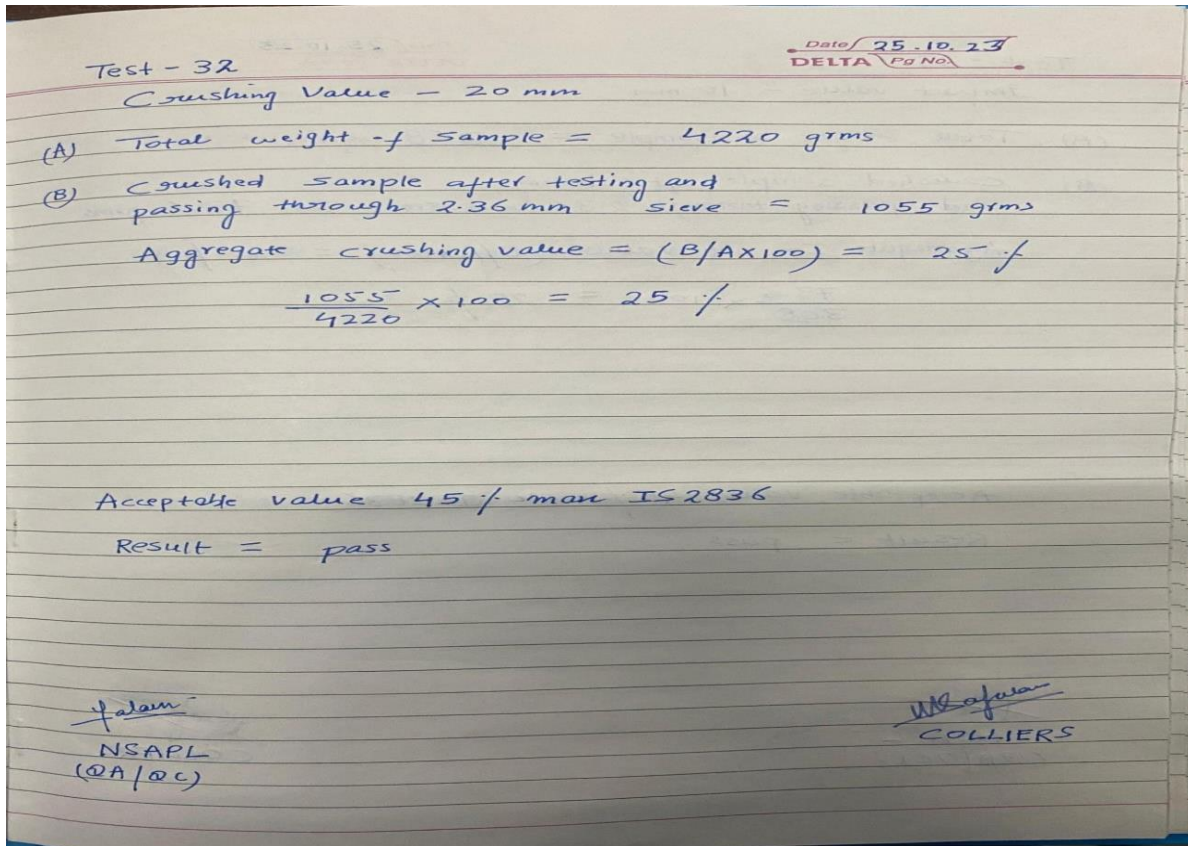 Date 25.10.23
DELTA Pg No.
Test - 32
Crushing Value - 20 mm
(A) Total weight of Sample = 4220 grms
(B) Crushed sample after testing and
passing through 2.36 mm sieve = 1055 grms
Aggregate crushing value = (B/A×100) = 25 %
1055/4220 × 100 = 25 %
Acceptable value 45 % max IS 2836
Result = pass
NSAPL
COLLIERS
(QA/QC)